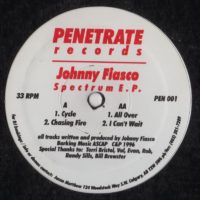 PENETRATE
records
Johnny Fiasco
Spectrum E.P.
33 RPM
PEN 001
A
1. Cycle
2. Chasing Fire
AA
1. All Over
2. I Can't Wait
all tracks written and produced by Johnny Fiasco
Barking Music ASCAP C&P 1996
Special Thanks to: Terri Bristol, Val, Evan, Rob,
Randy Sills, Bill Brewster